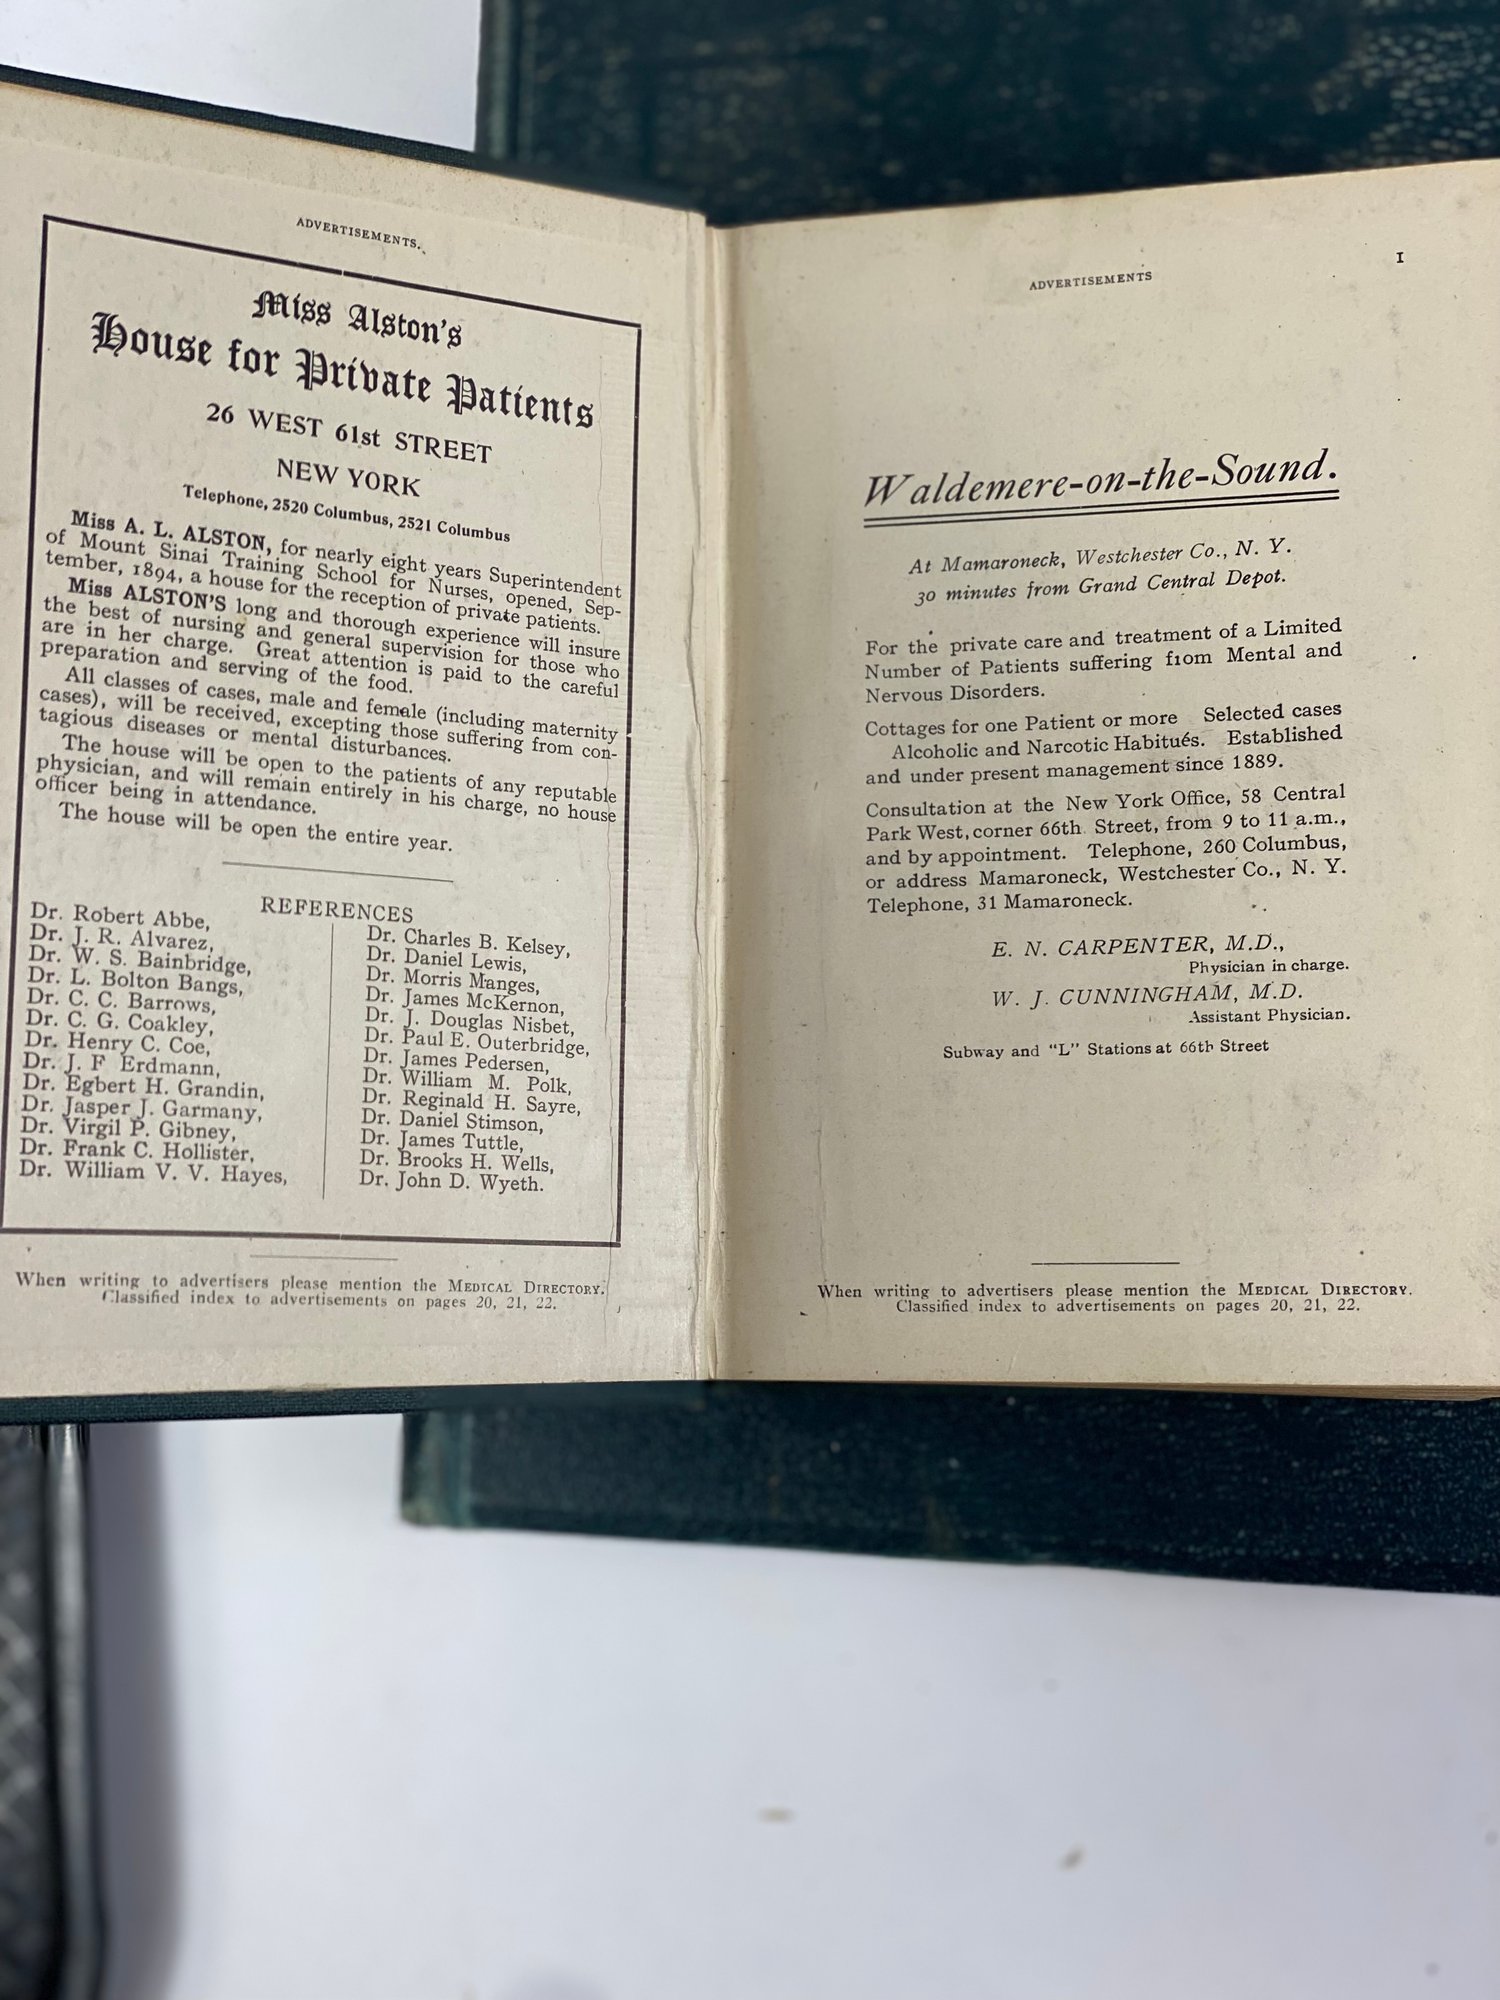 ADVERTISEMENTS.
Miss Alston's
House for Private Patients
26 WEST 61st STREET
NEW YORK
Telephone, 2520 Columbus, 2521 Columbus
Miss A. L. ALSTON, for nearly eight years Superintendent
of Mount Sinai Training School for Nurses, opened, Sep-
tember, 1894, a house for the reception of private patients.
Miss ALSTON'S long and thorough experience will insure
the best of nursing and general supervision for those who
are in her charge. Great attention is paid to the careful
preparation and serving of the food.
All classes of cases, male and female (including maternity
cases), will be received, excepting those suffering from con-
tagious diseases or mental disturbances.
The house will be open to the patients of any reputable
physician, and will remain entirely in his charge, no house
officer being in attendance.
The house will be open the entire year.
REFERENCES
Dr. Robert Abbe,
Dr. J. R. Alvarez,
Dr. W. S. Bainbridge,
Dr. L. Bolton Bangs,
Dr. C. C. Barrows,
Dr. C. G. Coakley,
Dr. Henry C. Coe,
Dr. J. F Erdmann,
Dr. Egbert H. Grandin,
Dr. Jasper J. Garmany,
Dr. Virgil P. Gibney,
Dr. Frank C. Hollister,
Dr. William V. V. Hayes,
Dr. Charles B. Kelsey,
Dr. Daniel Lewis,
Dr. Morris Manges,
Dr. James McKernon,
Dr. J. Douglas Nisbet,
Dr. Paul E. Outerbridge,
Dr. James Pedersen,
Dr. William M. Polk,
Dr. Reginald H. Sayre,
Dr. Daniel Stimson,
Dr. James Tuttle,
Dr. Brooks H. Wells,
Dr. John D. Wyeth.
When writing to advertisers please mention the MEDICAL DIRECTORY.
Classified index to advertisements on pages 20, 21, 22.
ADVERTISEMENTS
1
Waldemere-on-the-Sound.
At Mamaroneck, Westchester Co., N. Y.
30 minutes from Grand Central Depot.
For the private care and treatment of a Limited
Number of Patients suffering from Mental and
Nervous Disorders.
Cottages for one Patient or more Selected cases
Alcoholic and Narcotic Habitués. Established
and under present management since 1889.
Consultation at the New York Office, 58 Central
Park West, corner 66th Street, from 9 to 11 a.m.,
and by appointment. Telephone, 260 Columbus,
or address Mamaroneck, Westchester Co., N. Y.
Telephone, 31 Mamaroneck.
E. N. CARPENTER, M.D.,
Physician in charge.
W. J. CUNNINGHAM, M.D.
Assistant Physician.
Subway and "L" Stations at 66th Street
When writing to advertisers please mention the MEDICAL DIRECTORY.
Classified index to advertisements on pages 20, 21, 22.